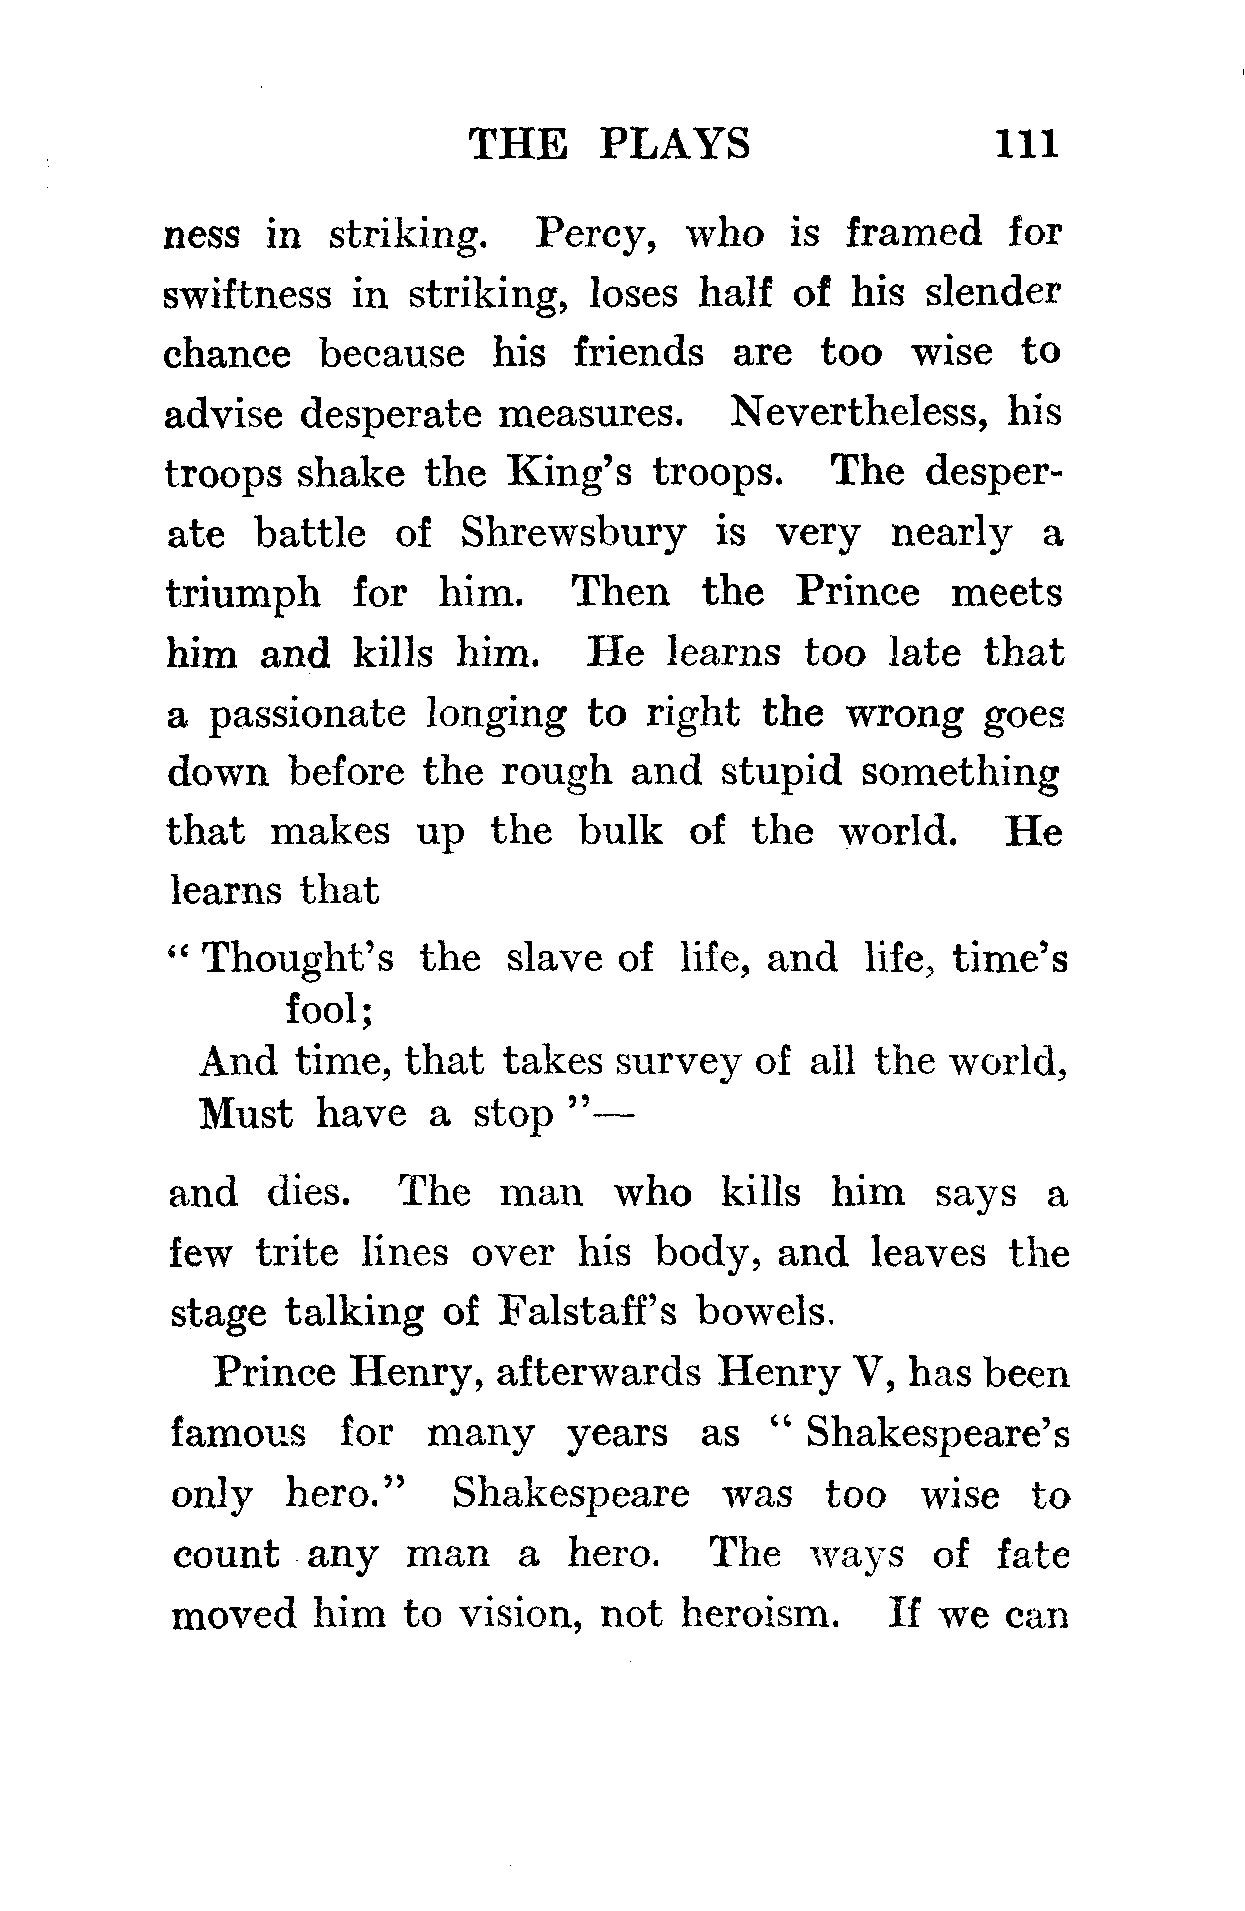 THE PLAYS 111
ness in striking. Percy, who is framed for
swiftness in striking, loses half of his slender
chance because his friends are too wise to
advise desperate measures. Nevertheless, his
troops shake the King's troops. The desper-
ate battle of Shrewsbury is very nearly a
triumph for him. Then the Prince meets
him and kills him. He learns too late that
a passionate longing to right the wrong goes
down before the rough and stupid something
that makes up the bulk of the world. He
learns that
“ Thought's the slave of life, and life, time's
fool;
And time, that takes survey of all the world,
Must have a stop ”—
and dies. The man who kills him says a
few trite lines over his body, and leaves the
stage talking of Falstaff's bowels.
Prince Henry, afterwards Henry V, has been
famous for many years as “ Shakespeare's
only hero.” Shakespeare was too wise to
count any man a hero. The ways of fate
moved him to vision, not heroism. If we can